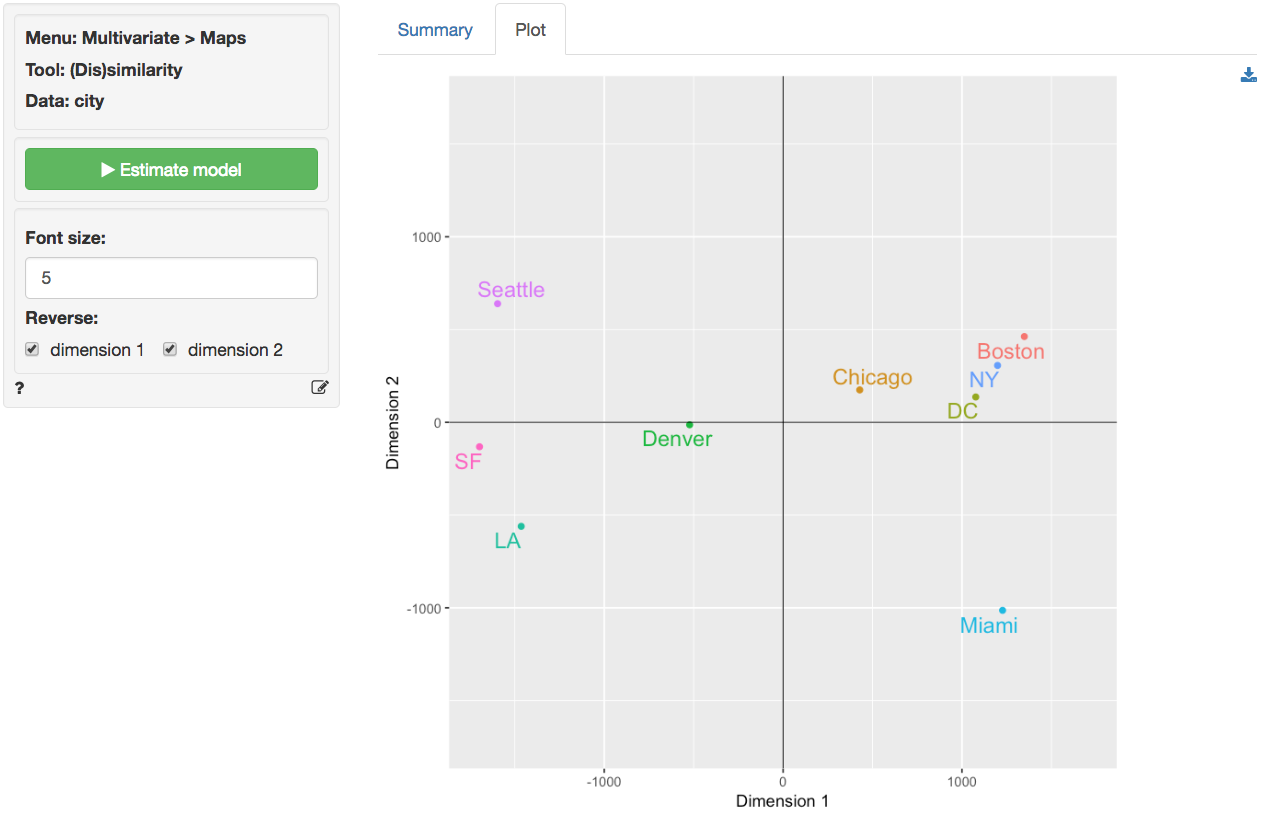 Menu: Multivariate > Maps
Tool: (Dis)similarity
Data: city
Estimate model
Font size:
5
Reverse:
dimension 1 dimension 2
?
Summary Plot
1000
0
-1000
Dimension 2
Seattle
Boston
NY
Chicago
DC
Denver
SF
LA
Miami
-1000 0 1000
Dimension 1